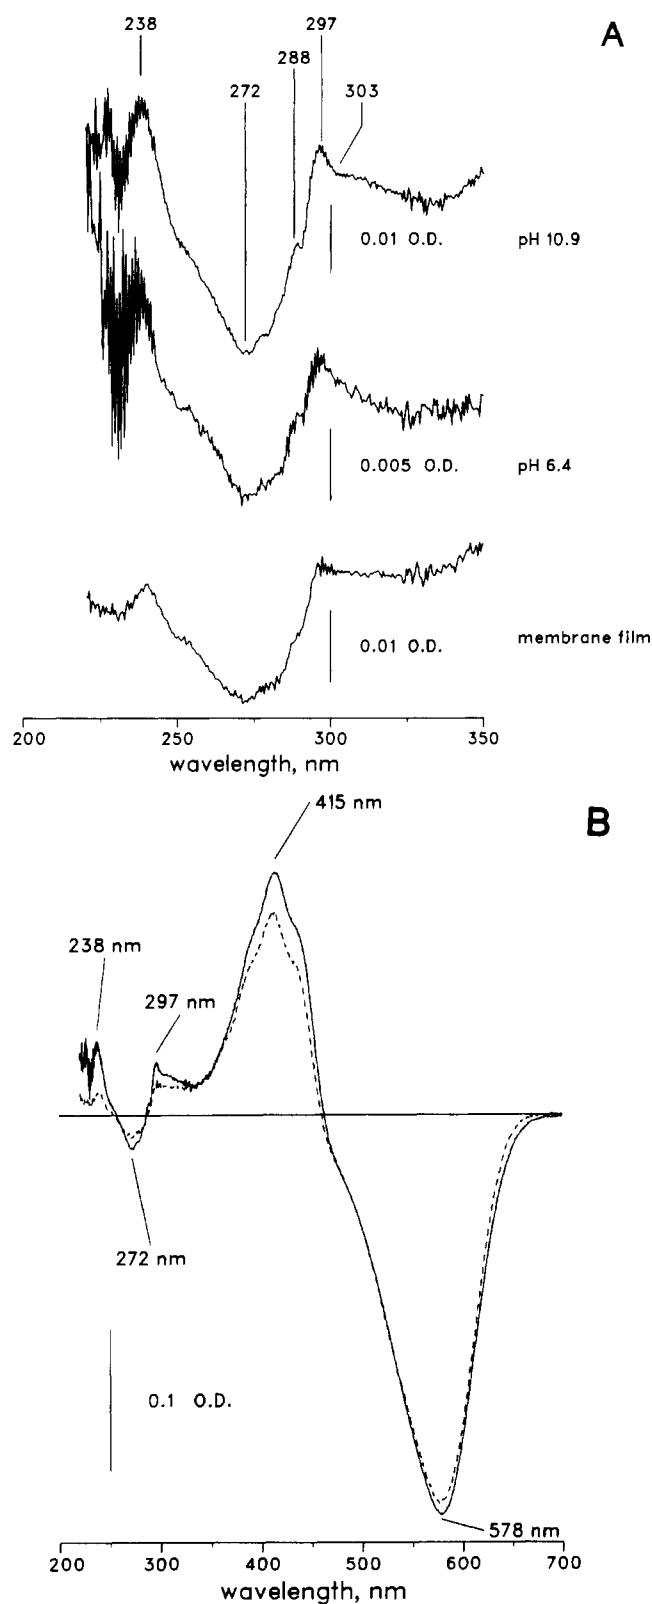 A
238
297
288
272
303
0.01 O.D.
pH 10.9
0.005 O.D.
pH 6.4
0.01 O.D.
membrane film
200
250
300
350
wavelength, nm
B
415 nm
238 nm
297 nm
272 nm
0.1 O.D.
578 nm
200
300
400
500
600
700
wavelength, nm